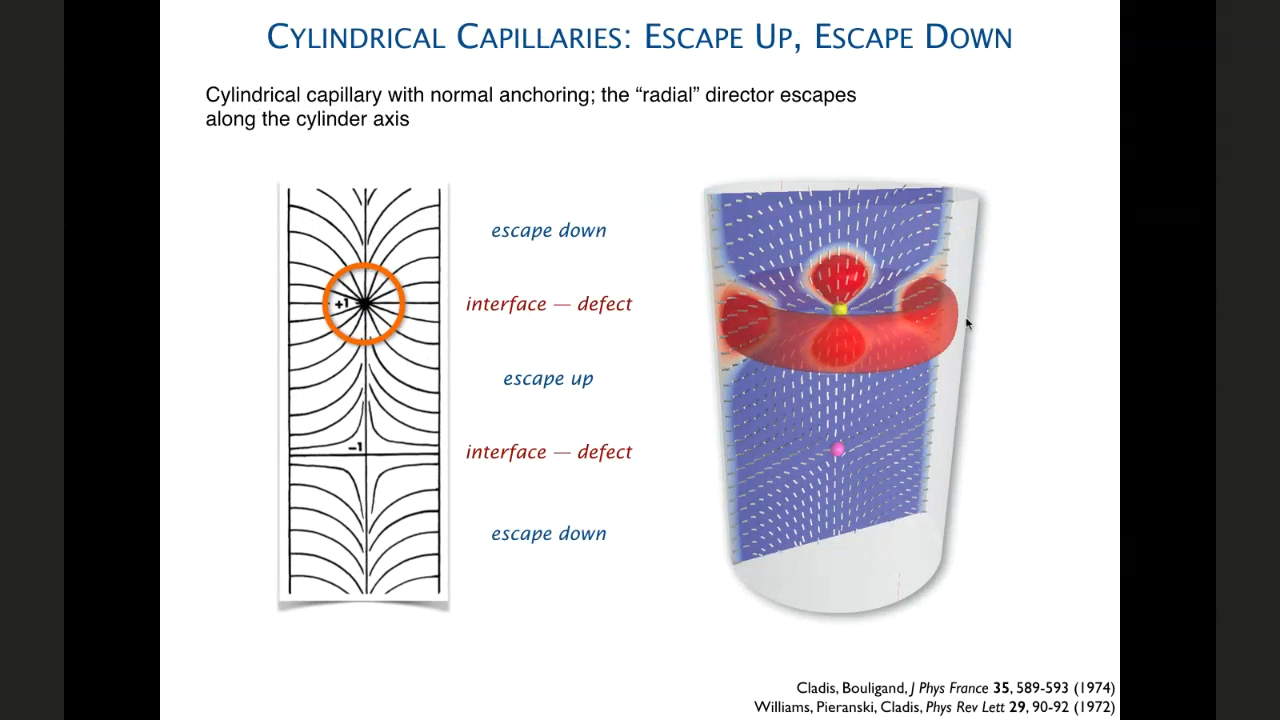 CYLINDRICAL CAPILLARIES: ESCAPE UP, ESCAPE DOWN
Cylindrical capillary with normal anchoring; the “radial” director escapes
along the cylinder axis
escape down
+1
interface — defect
escape up
−1
interface — defect
escape down
Cladis, Bouligand, J Phys France 35, 589-593 (1974)
Williams, Pieranski, Cladis, Phys Rev Lett 29, 90-92 (1972)